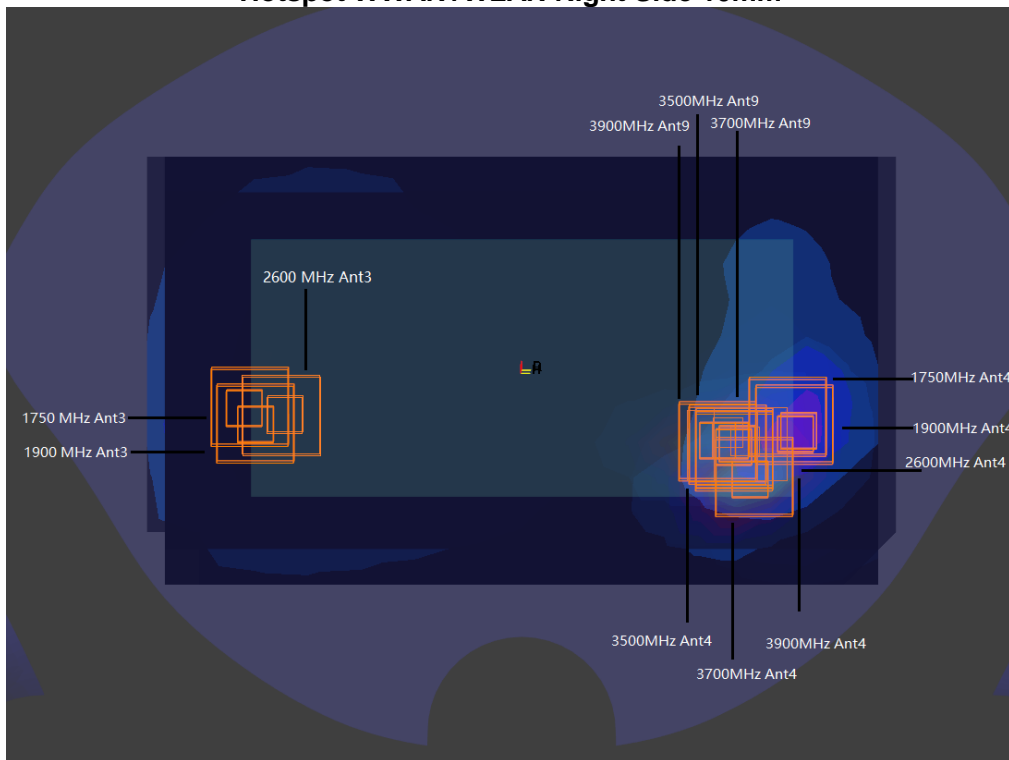 3500MHz Ant9
3900MHz Ant9
3700MHz Ant9
2600 MHz Ant3
1750MHz Ant4
1750 MHz Ant3
1900MHz Ant4
1900 MHz Ant3
2600MHz Ant4
3500MHz Ant4
3900MHz Ant4
3700MHz Ant4